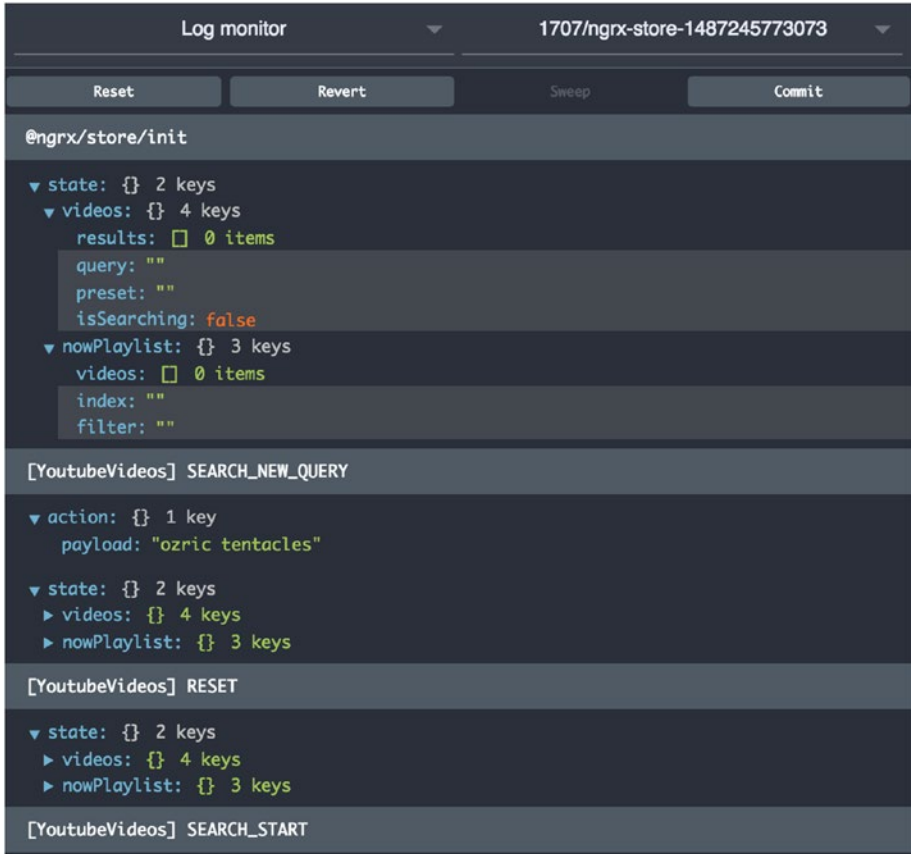 Log monitor 1707/ngrx-store-1487245773073
Reset Revert Sweep Commit
@ngrx/store/init
state: {} 2 keys
videos: {} 4 keys
results: [] 0 items
query: ""
preset: ""
isSearching: false
nowPlaylist: {} 3 keys
videos: [] 0 items
index: ""
filter: ""
[YoutubeVideos] SEARCH_NEW_QUERY
action: {} 1 key
payload: "ozric tentacles"
state: {} 2 keys
videos: {} 4 keys
nowPlaylist: {} 3 keys
[YoutubeVideos] RESET
state: {} 2 keys
videos: {} 4 keys
nowPlaylist: {} 3 keys
[YoutubeVideos] SEARCH_START